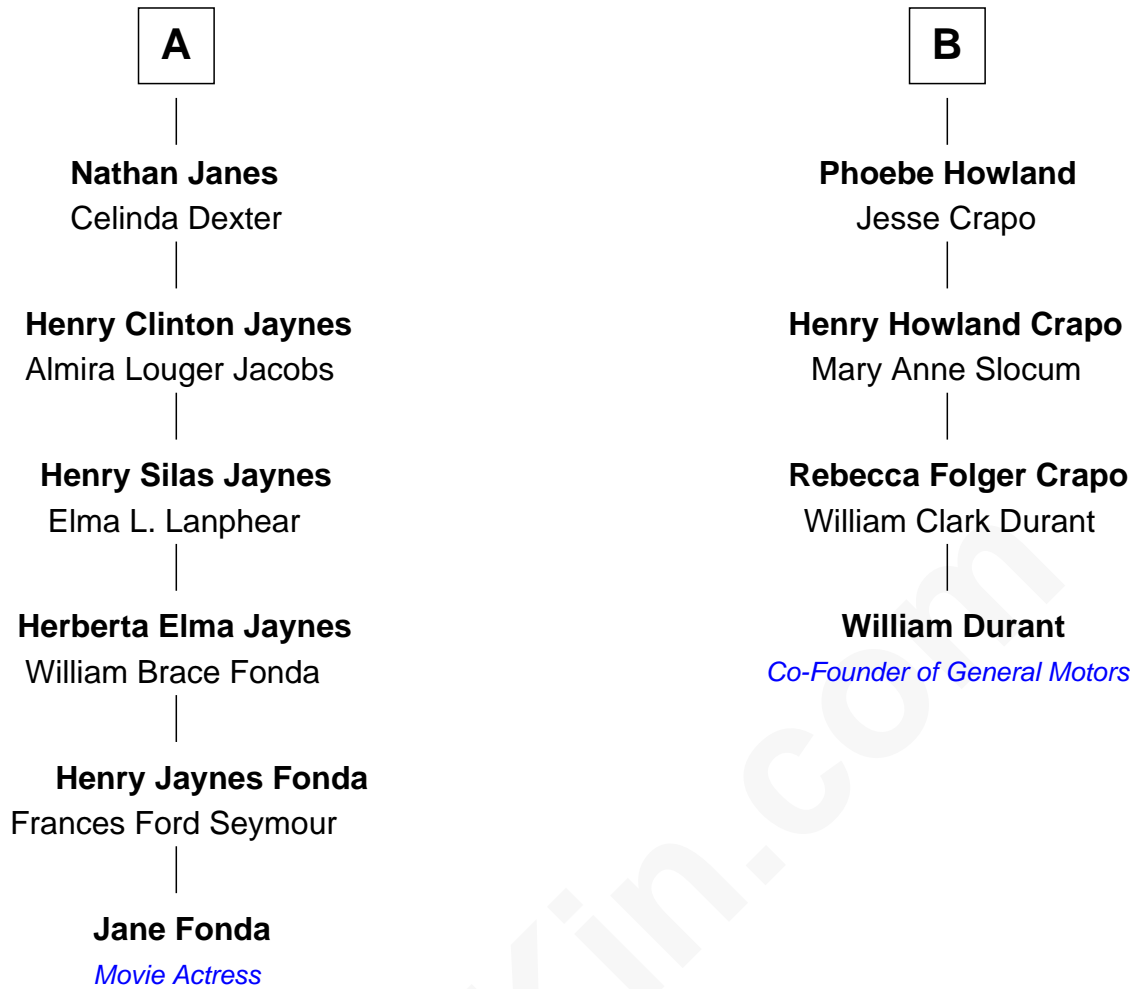 A
Nathan Janes
Celinda Dexter
Henry Clinton Jaynes
Almira Louger Jacobs
Henry Silas Jaynes
Elma L. Lanphear
Herberta Elma Jaynes
William Brace Fonda
Henry Jaynes Fonda
Frances Ford Seymour
Jane Fonda
Movie Actress
B
Phoebe Howland
Jesse Crapo
Henry Howland Crapo
Mary Anne Slocum
Rebecca Folger Crapo
William Clark Durant
William Durant
Co-Founder of General Motors
Kin.com